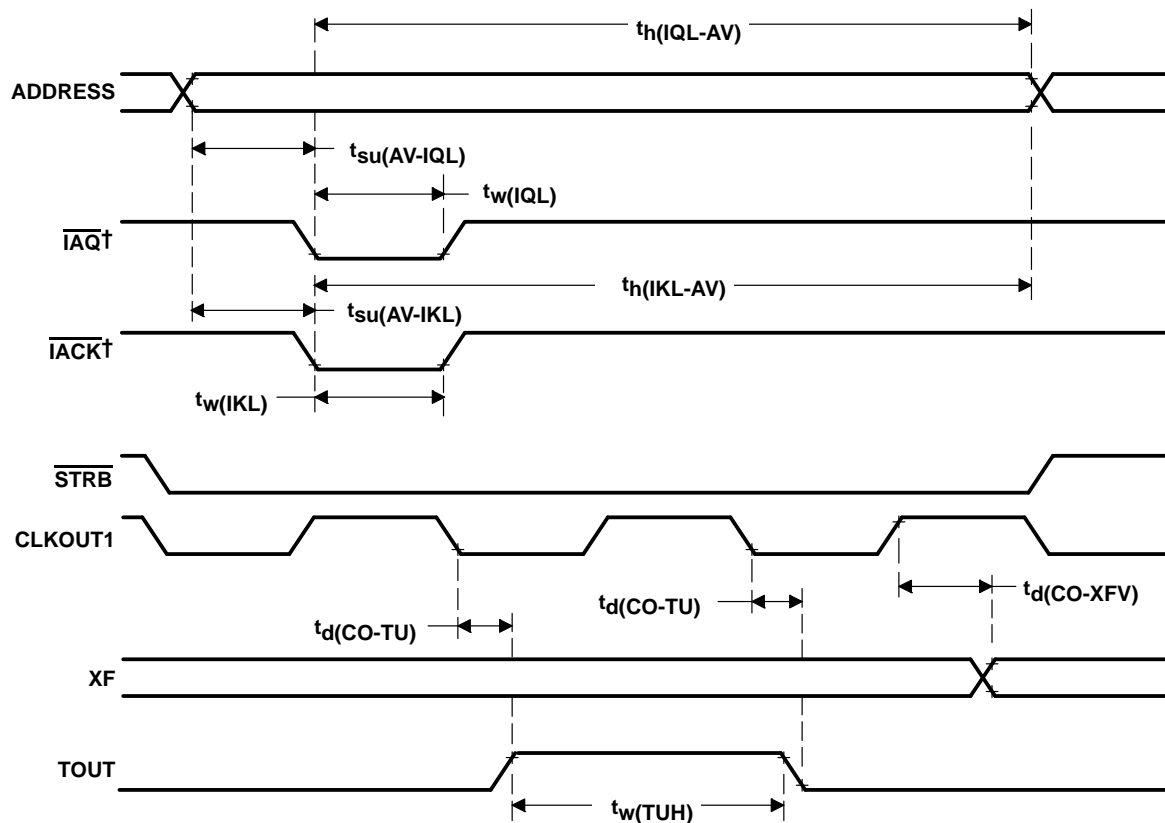 th(IQL-AV)
ADDRESS
tsu(AV-IQL)
tw(IQL)
IAQ†
th(IKL-AV)
tsu(AV-IKL)
IACK†
tw(IKL)
STRB
CLKOUT1
td(CO-XFV)
td(CO-TU)
td(CO-TU)
XF
TOUT
tw(TUH)